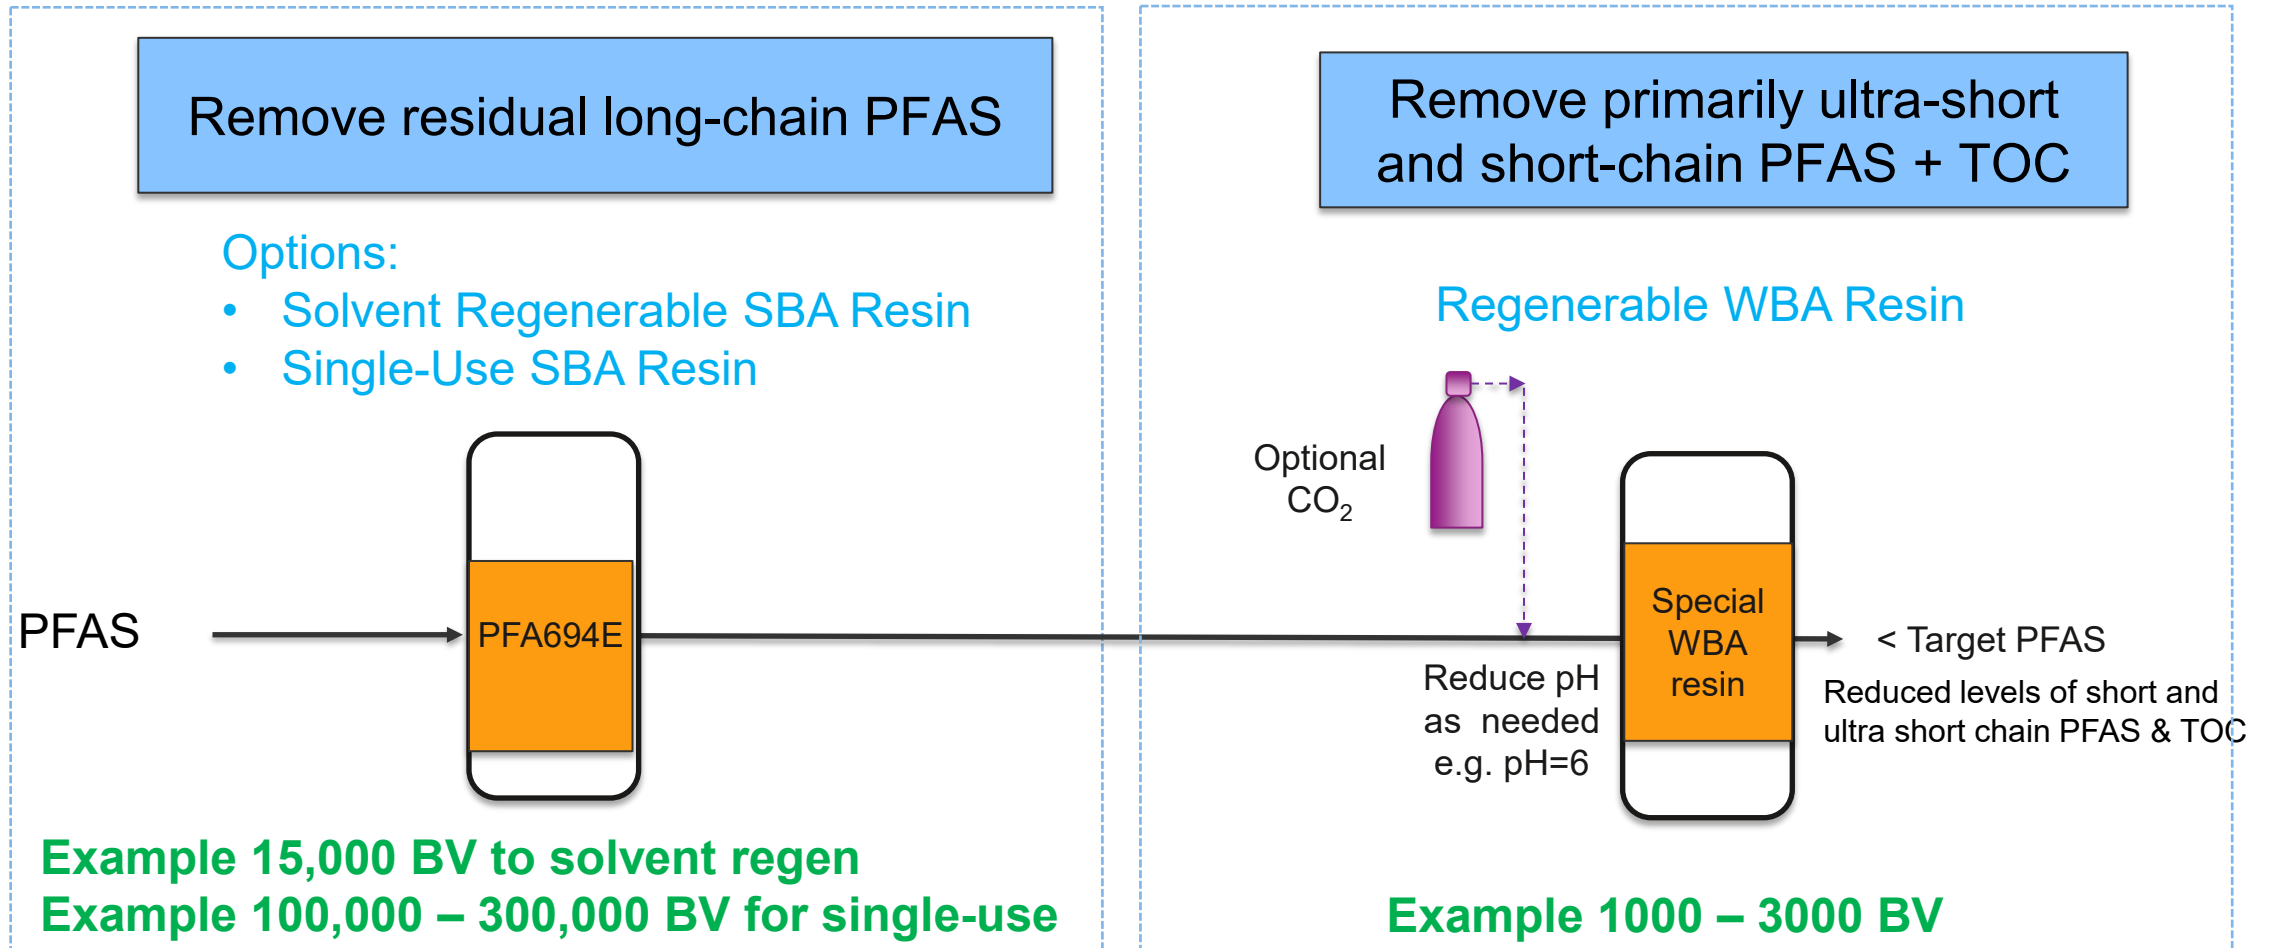 Remove residual long-chain PFAS
Options:
• Solvent Regenerable SBA Resin
• Single-Use SBA Resin
PFAS
PFA694E
Example 15,000 BV to solvent regen
Example 100,000 – 300,000 BV for single-use
Remove primarily ultra-short
and short-chain PFAS + TOC
Regenerable WBA Resin
Optional
CO₂
Reduce pH
as needed
e.g. pH=6
Special
WBA
resin
< Target PFAS
Reduced levels of short and
ultra short chain PFAS & TOC
Example 1000 – 3000 BV